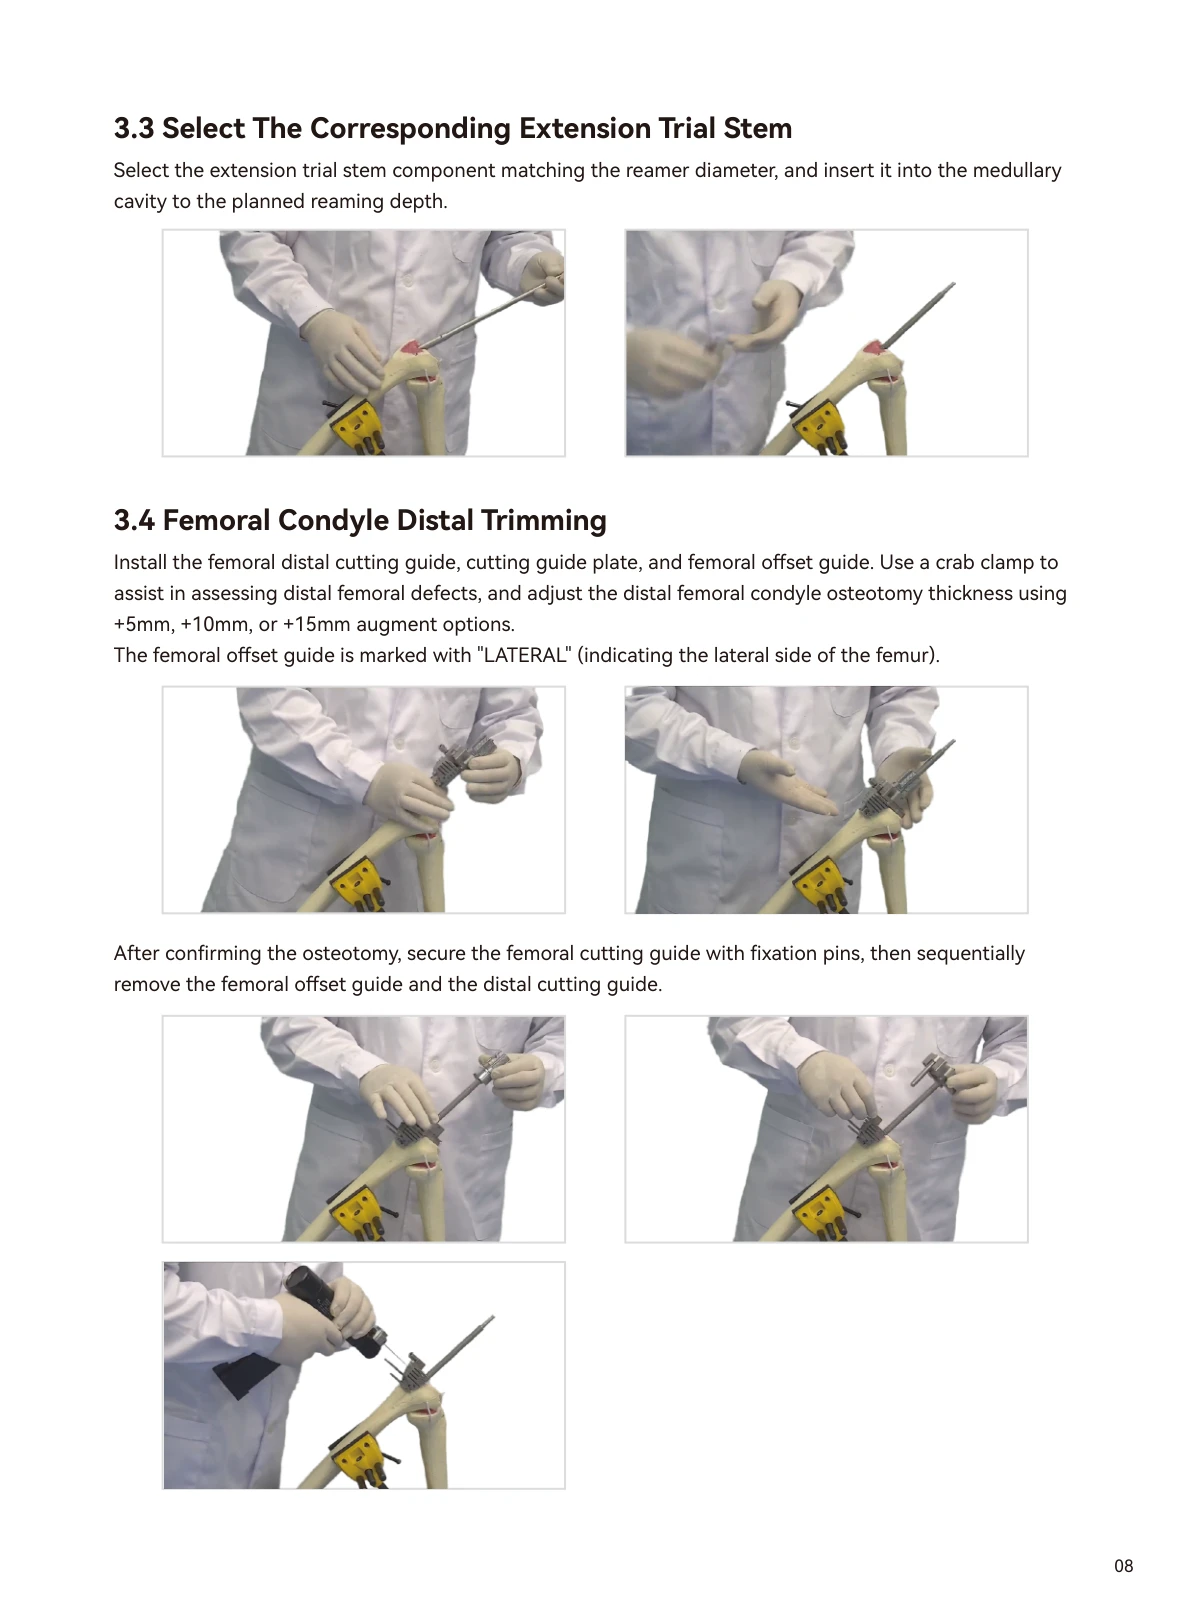 3.3 Select The Corresponding Extension Trial Stem
Select the extension trial stem component matching the reamer diameter, and insert it into the medullary
cavity to the planned reaming depth.
3.4 Femoral Condyle Distal Trimming
Install the femoral distal cutting guide, cutting guide plate, and femoral offset guide. Use a crab clamp to
assist in assessing distal femoral defects, and adjust the distal femoral condyle osteotomy thickness using
+5mm, +10mm, or +15mm augment options.
The femoral offset guide is marked with "LATERAL" (indicating the lateral side of the femur).
After confirming the osteotomy, secure the femoral cutting guide with fixation pins, then sequentially
remove the femoral offset guide and the distal cutting guide.
08